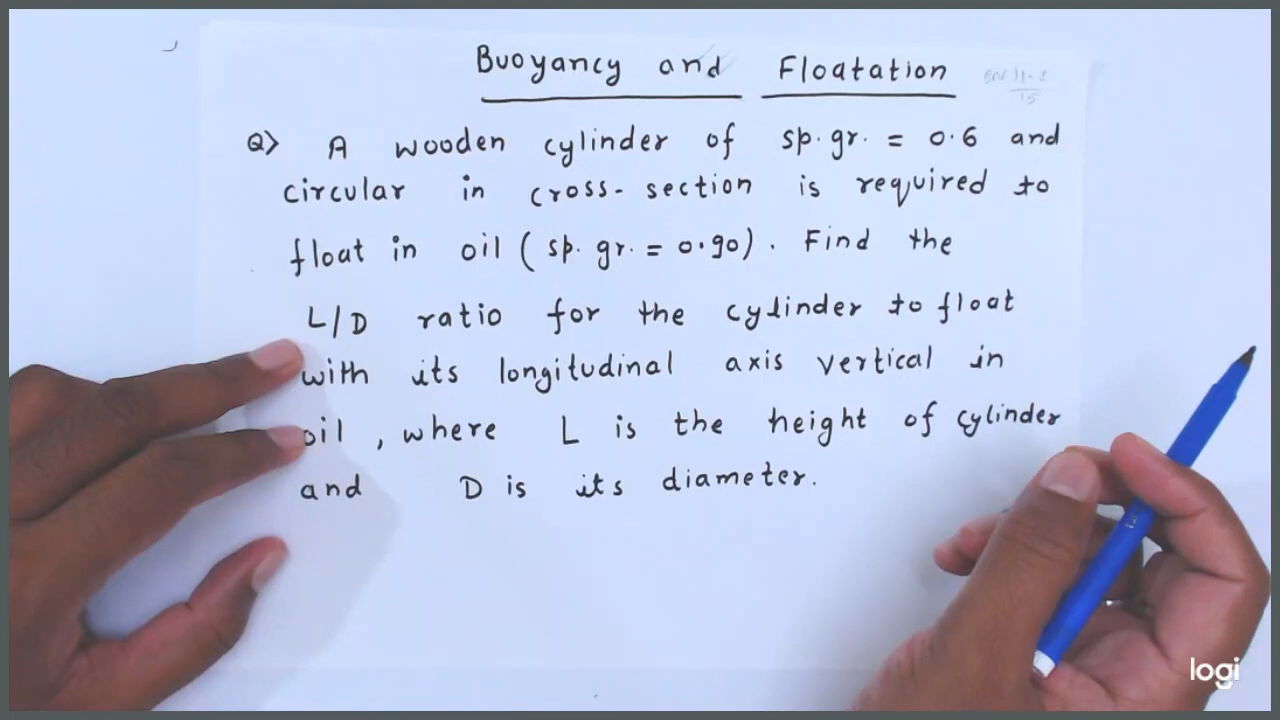 Buoyancy and Floatation
Q> A wooden cylinder of sp.gr. = 0.6 and
circular in cross-section is required to
float in oil (sp. gr. = 0.90). Find the
L/D ratio for the cylinder to float
with its longitudinal axis vertical in
oil, where L is the height of cylinder
and D is its diameter.
logi